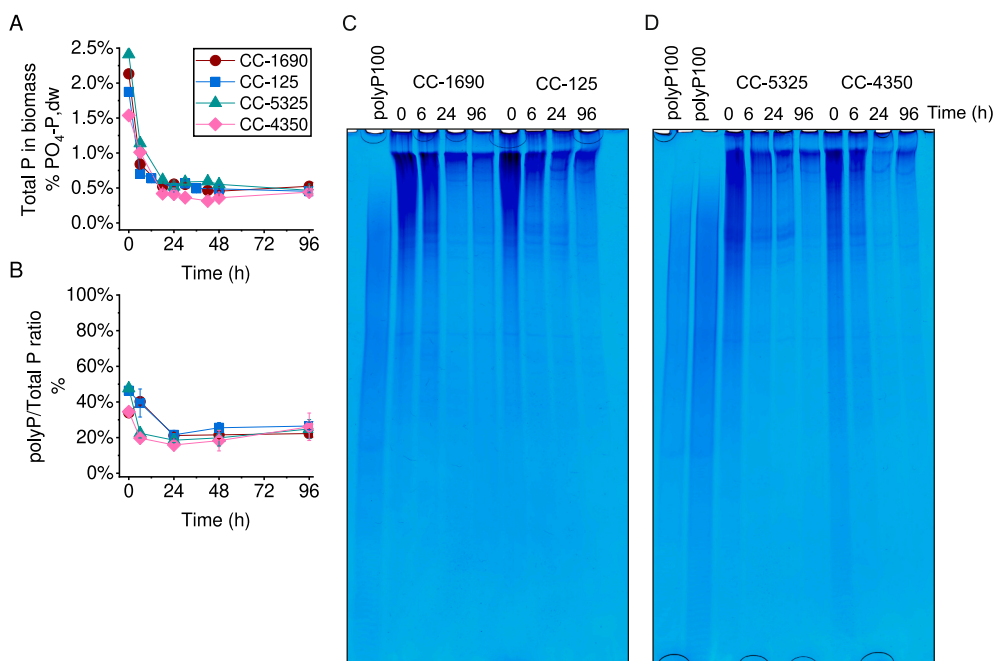 A
Total P in biomass
% PO4-P,dw
2.5%
2.0%
1.5%
1.0%
0.5%
0.0%
CC-1690
CC-125
CC-5325
CC-4350
0 24 48 72 96
Time (h)
B
polyP/Total P ratio
%
100%
80%
60%
40%
20%
0%
0 24 48 72 96
Time (h)
C
polyP100
CC-1690 CC-125
0 6 24 96 0 6 24 96
D
polyP100
polyP100
CC-5325 CC-4350
0 6 24 96 0 6 24 96 Time (h)